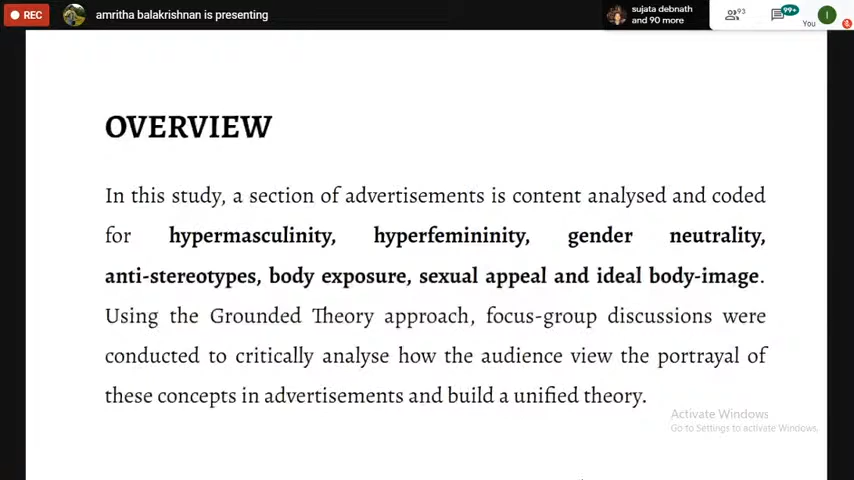 REC
amritha balakrishnan is presenting
sujata debnath
and 90 more
93
99+
You
I
OVERVIEW
In this study, a section of advertisements is content analysed and coded
for hypermasculinity, hyperfemininity, gender neutrality,
anti-stereotypes, body exposure, sexual appeal and ideal body-image.
Using the Grounded Theory approach, focus-group discussions were
conducted to critically analyse how the audience view the portrayal of
these concepts in advertisements and build a unified theory.
Activate Windows
Go to Settings to activate Windows.